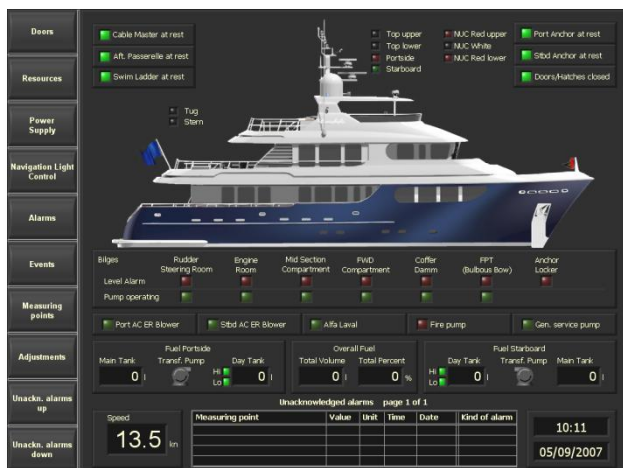 Doors
Resources
Power
Supply
Navigation Light
Control
Alarms
Events
Measuring
points
Adjustments
Unackn. alarms
up
Unackn. alarms
down
Cable Master at rest
Aft. Passerelle at rest
Swim Ladder at rest
Top upper
Top lower
Portside
Starboard
NUC Red upper
NUC White
NUC Red lower
Port Anchor at rest
Stbd Anchor at rest
Doors/Hatches closed
Tug
Stern
Bilges
Rudder
Steering Room
Engine
Room
Mid Section
Compartment
FWD
Compartment
Coffer
Damm
FPT
(Bulbous Bow)
Anchor
Locker
Level Alarm
Pump operating
Port AC ER Blower
Stbd AC ER Blower
Alfa Laval
Fire pump
Gen. service pump
Fuel Portside
Main Tank Transf. Pump Day Tank
0 l Hi Lo 0 l
Overall Fuel
Total Volume Total Percent
0 l 0 %
Fuel Starboard
Day Tank Transf. Pump Main Tank
Hi Lo 0 l 0 l
Unacknowledged alarms page 1 of 1
Measuring point Value Unit Time Date Kind of alarm
Speed
13.5 kn
10:11
05/09/2007